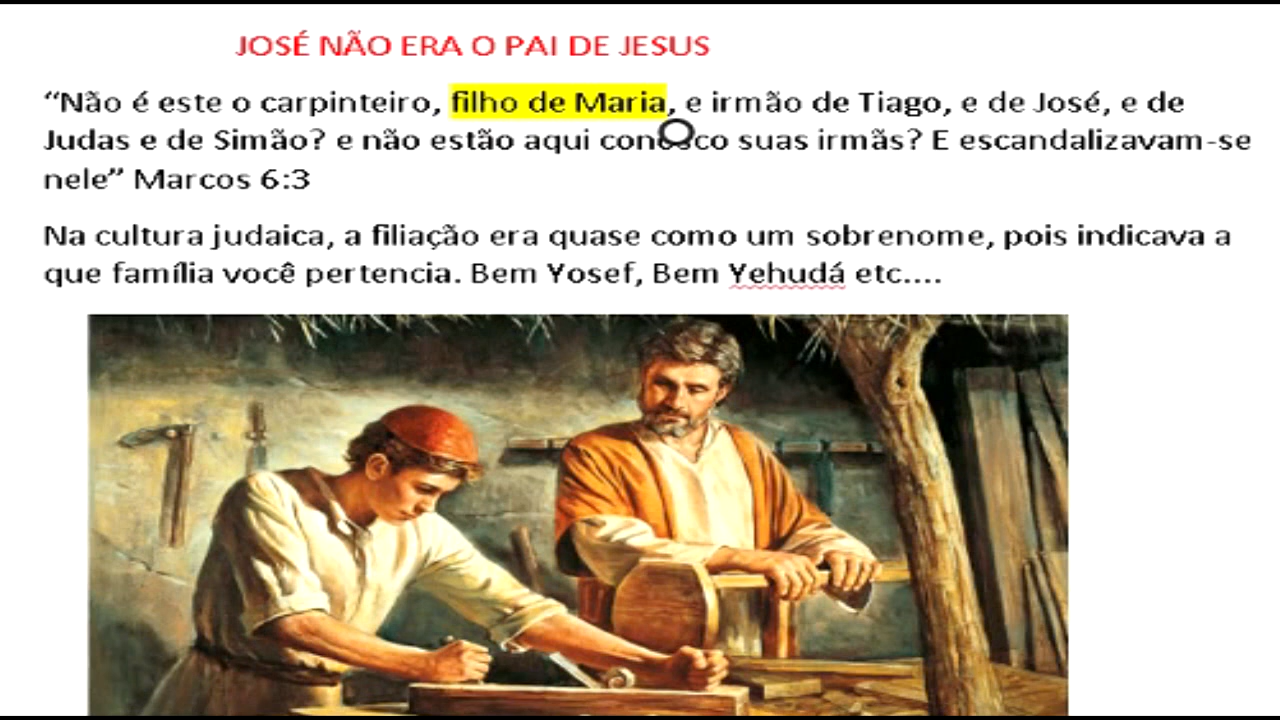 JOSÉ NÃO ERA O PAI DE JESUS
“Não é este o carpinteiro, filho de Maria, e irmão de Tiago, e de José, e de
Judas e de Simão? e não estão aqui conosco suas irmãs? E escandalizavam-se
nele” Marcos 6:3
Na cultura judaica, a filiação era quase como um sobrenome, pois indicava a
que família você pertencia. Bem Yosef, Bem Yehudá etc....